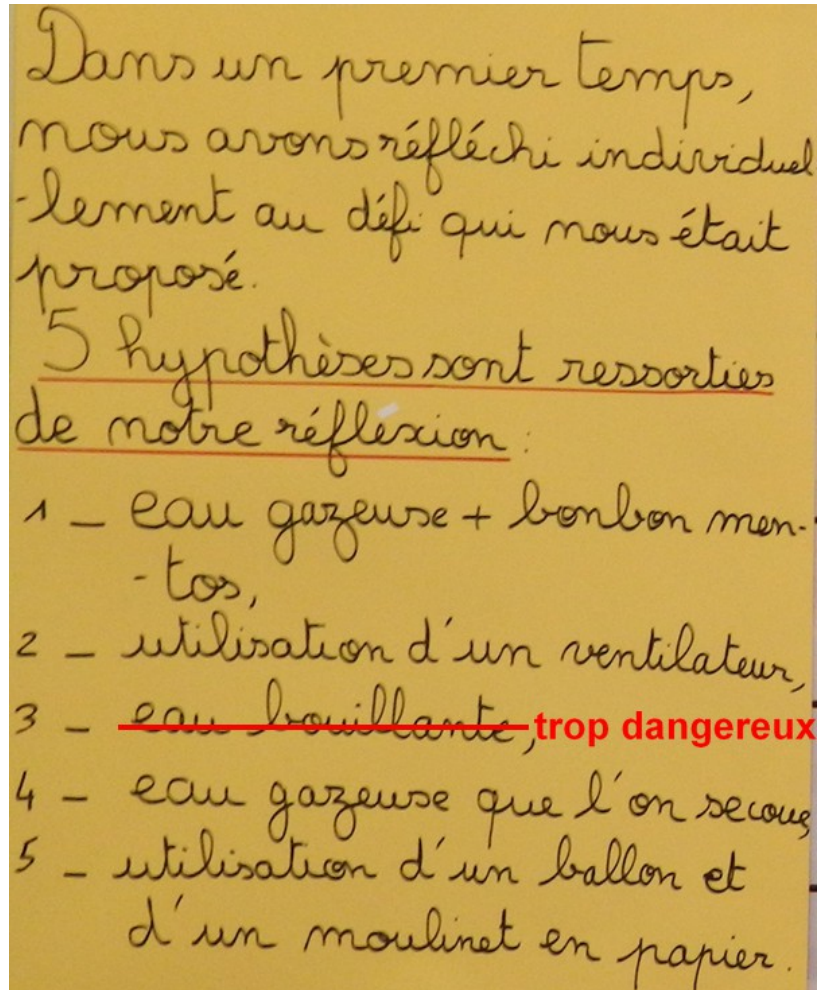 Dans un premier temps,
nous avons réfléchi individuel
-lement au défi qui nous était
proposé.
5 hypothèses sont ressorties
de notre réfléxion :
1 _ eau gazeuse + bonbon men-
-tos,
2 _ utilisation d'un ventilateur,
3 _ eau bouillante, trop dangereux
4 _ eau gazeuse que l'on secoue,
5 _ utilisation d'un ballon et
d'un moulinet en papier.